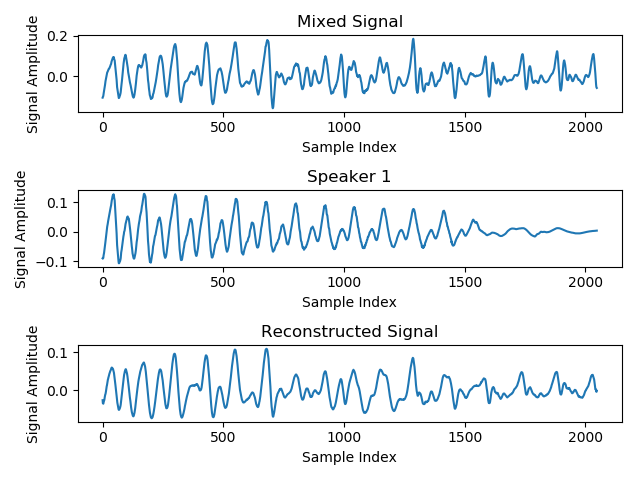 Mixed Signal
Signal Amplitude
0.2
0.0
0 500 1000 1500 2000
Sample Index
Speaker 1
Signal Amplitude
0.1
0.0
−0.1
0 500 1000 1500 2000
Sample Index
Reconstructed Signal
Signal Amplitude
0.1
0.0
0 500 1000 1500 2000
Sample Index